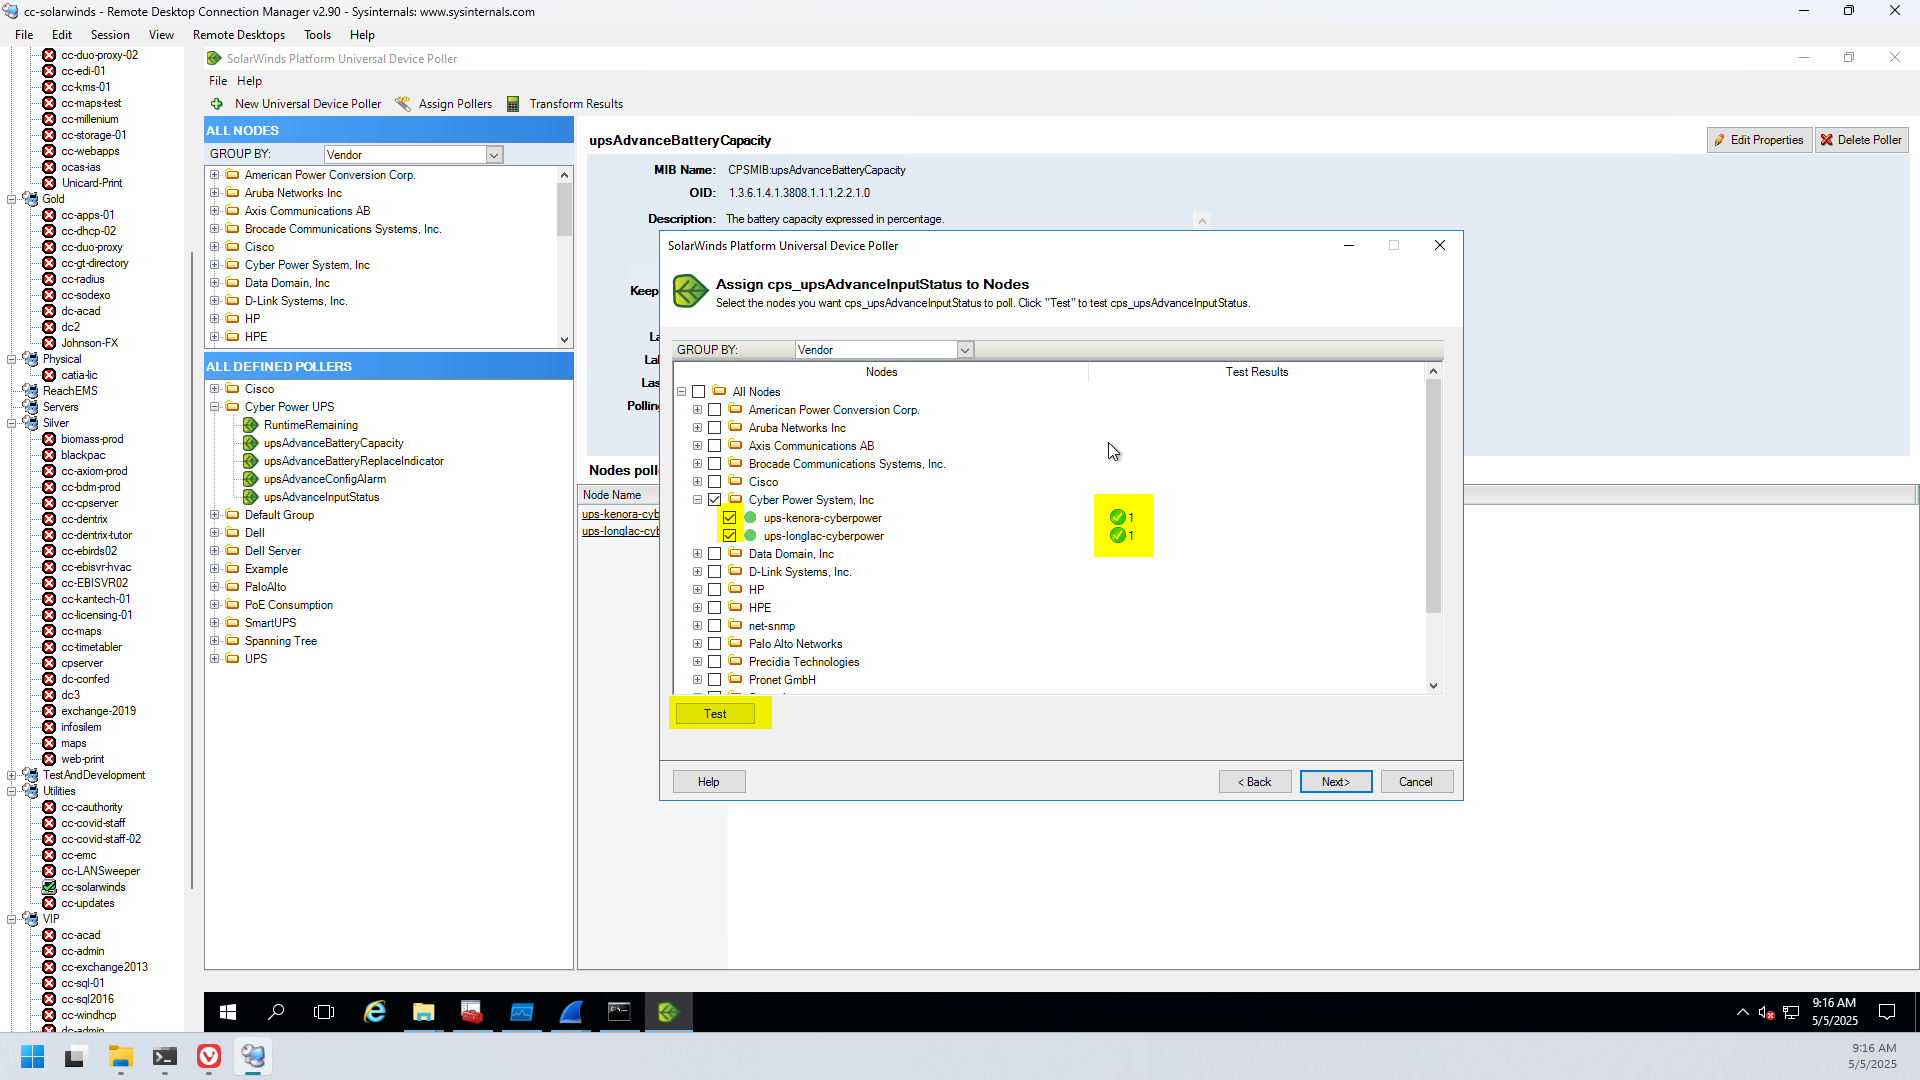 cc-solarwinds - Remote Desktop Connection Manager v2.90 - Sysinternals: www.sysinternals.com
File Edit Session View Remote Desktops Tools Help
cc-duo-proxy-02
cc-edi-01
cc-kms-01
cc-maps-test
cc-millenium
cc-storage-01
cc-webapps
ocas-ias
Unicard-Print
Gold
cc-apps-01
cc-dhcp-02
cc-duo-proxy
cc-gt-directory
cc-radius
cc-sodexo
dc-acad
dc2
Johnson-FX
Physical
catia-lic
ReachEMS
Servers
Silver
biomass-prod
blackpac
cc-axiom-prod
cc-bdm-prod
cc-cpserver
cc-dentrix
cc-dentrix-tutor
cc-ebirds02
cc-ebisvr-hvac
cc-EBISVR02
cc-kantech-01
cc-licensing-01
cc-maps
cc-timetabler
cpserver
dc-confed
dc3
exchange-2019
infosilem
maps
web-print
TestAndDevelopment
Utilities
cc-cauthority
cc-covid-staff
cc-covid-staff-02
cc-emc
cc-LANSweeper
cc-solarwinds
cc-updates
VIP
cc-acad
cc-admin
cc-exchange2013
cc-sql-01
cc-sql2016
cc-windhcp
dc-admin
SolarWinds Platform Universal Device Poller
File Help
New Universal Device Poller Assign Pollers Transform Results
ALL NODES
GROUP BY: Vendor
American Power Conversion Corp.
Aruba Networks Inc
Axis Communications AB
Brocade Communications Systems, Inc.
Cisco
Cyber Power System, Inc
Data Domain, Inc
D-Link Systems, Inc.
HP
HPE
ALL DEFINED POLLERS
Cisco
Cyber Power UPS
RuntimeRemaining
upsAdvanceBatteryCapacity
upsAdvanceBatteryReplaceIndicator
upsAdvanceConfigAlarm
upsAdvanceInputStatus
Default Group
Dell
Dell Server
Example
PaloAlto
PoE Consumption
SmartUPS
Spanning Tree
UPS
upsAdvanceBatteryCapacity
Edit Properties Delete Poller
MIB Name: CPSMIB:upsAdvanceBatteryCapacity
OID: 1.3.6.1.4.1.3808.1.1.1.2.2.1.0
Description: The battery capacity expressed in percentage.
Keep
La
Lal
Las
Polling
Nodes poll
Node Name
ups-kenora-cyb
ups-longlac-cyb
SolarWinds Platform Universal Device Poller
Assign cps_upsAdvanceInputStatus to Nodes
Select the nodes you want cps_upsAdvanceInputStatus to poll. Click "Test" to test cps_upsAdvanceInputStatus.
GROUP BY: Vendor
Nodes Test Results
All Nodes
American Power Conversion Corp.
Aruba Networks Inc
Axis Communications AB
Brocade Communications Systems, Inc.
Cisco
Cyber Power System, Inc
ups-kenora-cyberpower 1
ups-longlac-cyberpower 1
Data Domain, Inc
D-Link Systems, Inc.
HP
HPE
net-snmp
Palo Alto Networks
Precidia Technologies
Pronet GmbH
Test
Help < Back Next> Cancel
9:16 AM
5/5/2025
9:16 AM
5/5/2025